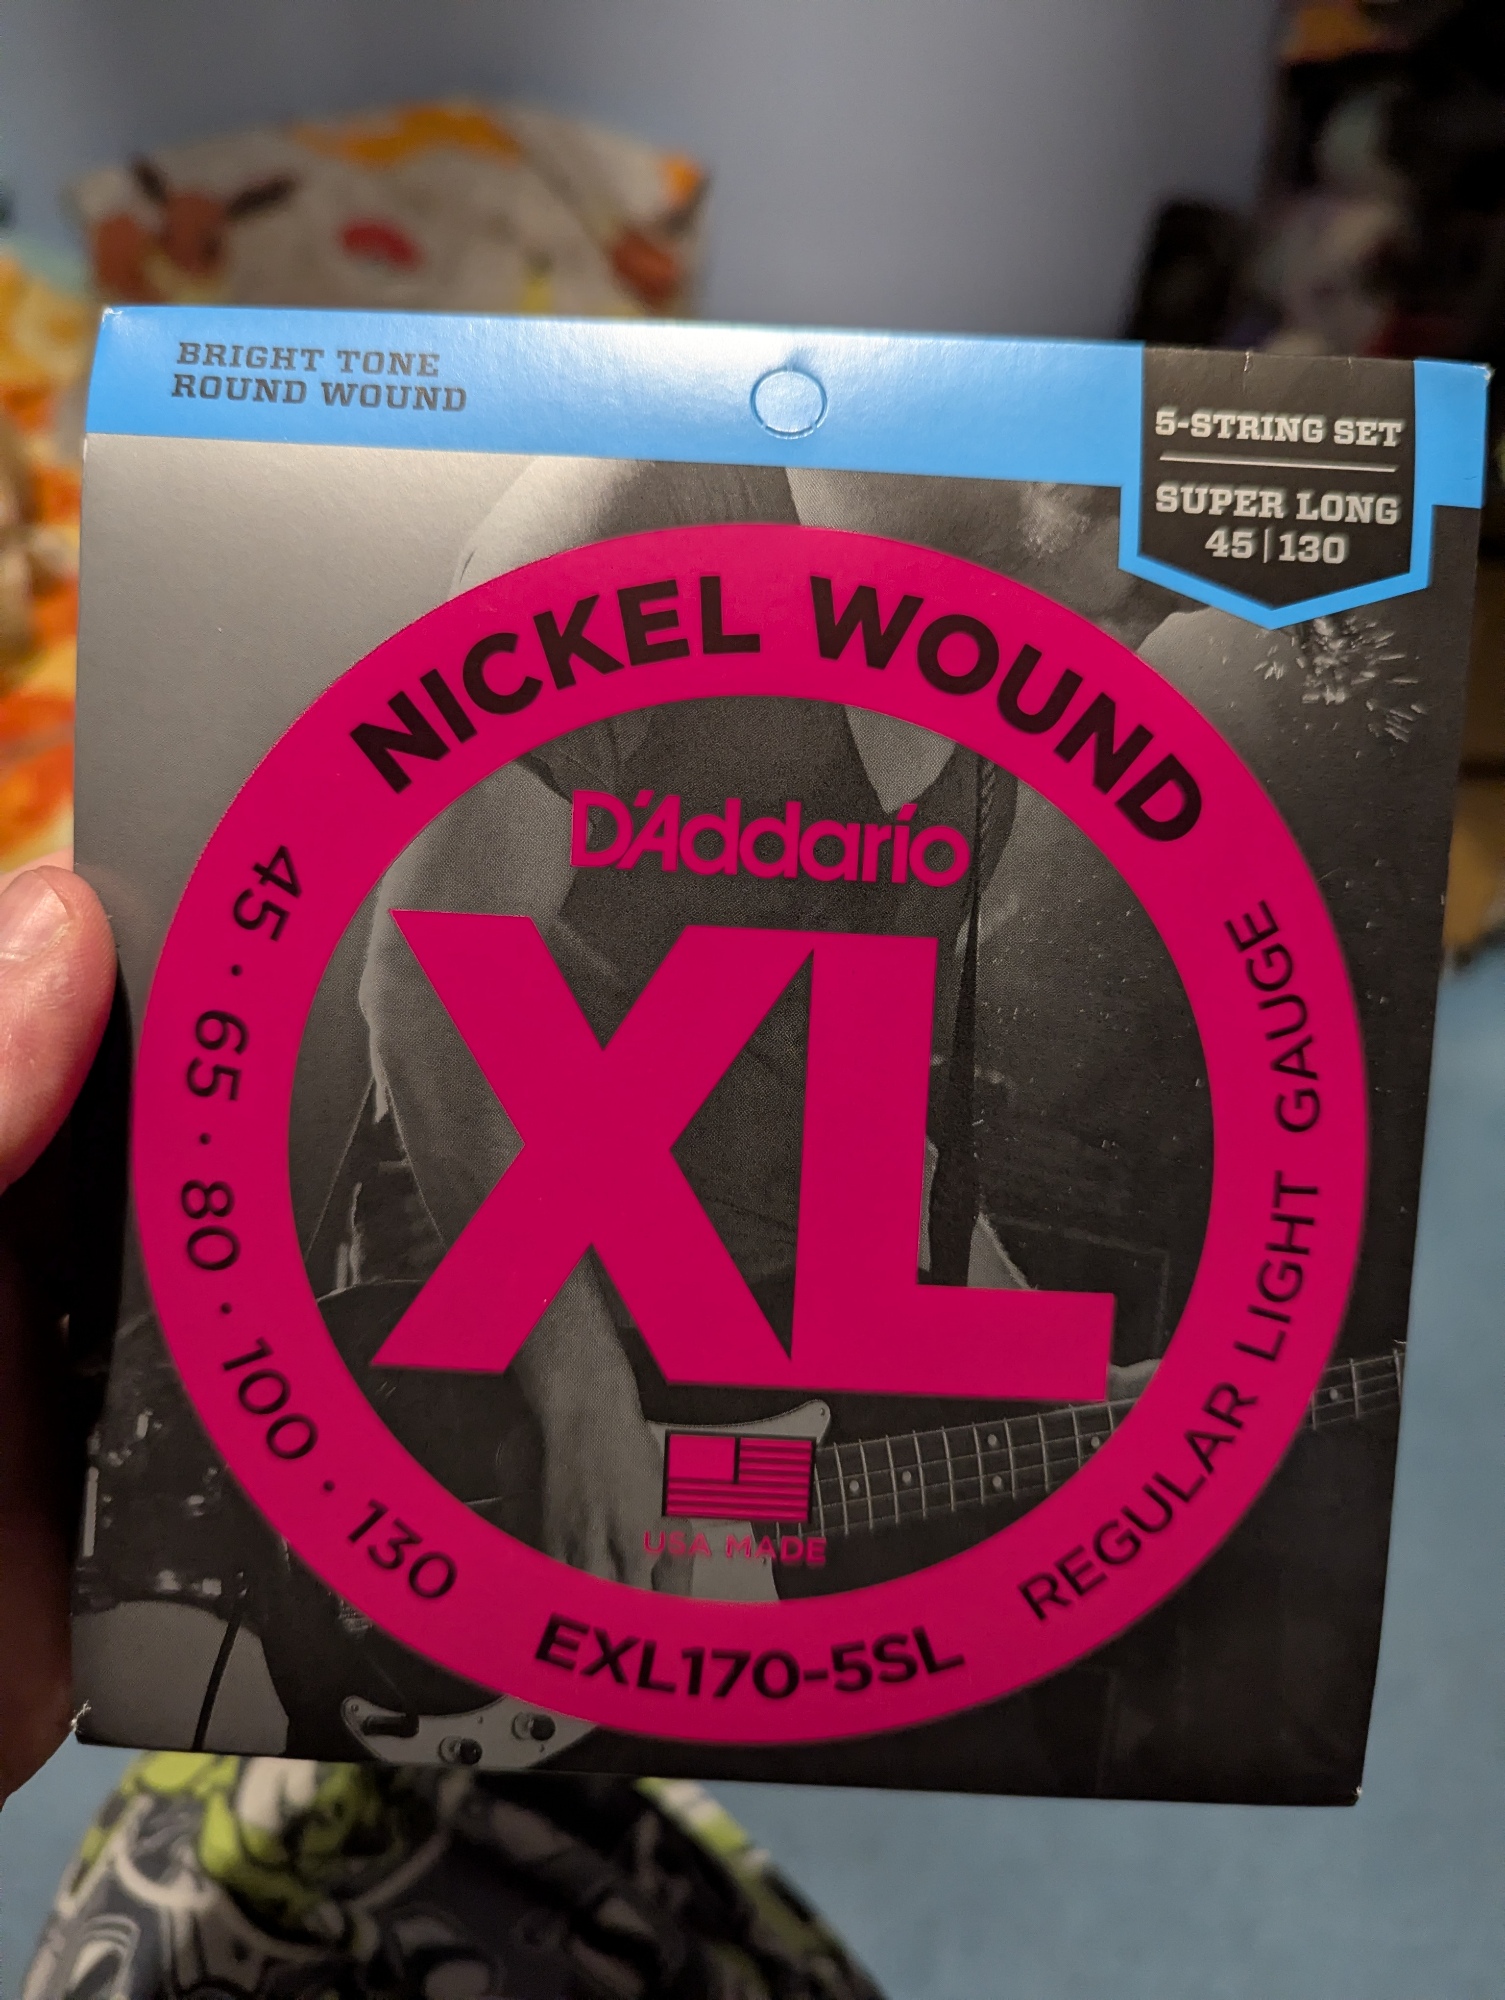 BRIGHT TONE
ROUND WOUND
5-STRING SET
SUPER LONG
45|130
NICKEL WOUND
D'Addario
XL
USA MADE
45 · 65 · 80 · 100 · 130
EXL170-5SL
REGULAR LIGHT GAUGE